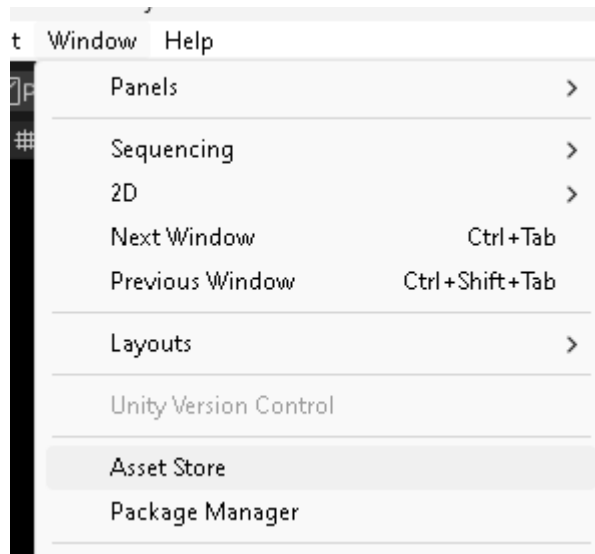 t Window Help
P
Panels
Sequencing
2D
Next Window Ctrl+Tab
Previous Window Ctrl+Shift+Tab
Layouts
Unity Version Control
Asset Store
Package Manager